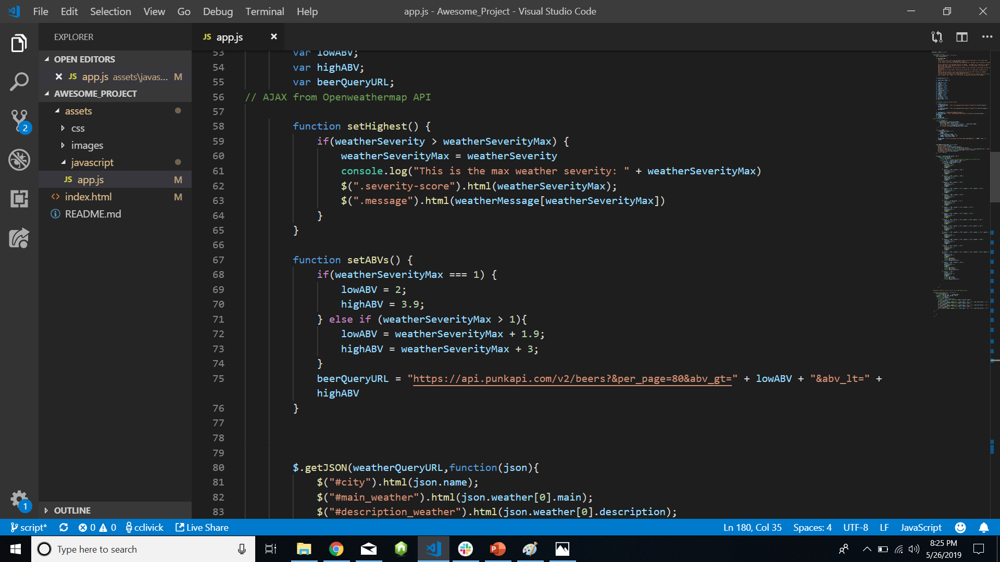 File Edit Selection View Go Debug Terminal Help
app.js - Awesome_Project - Visual Studio Code
EXPLORER
OPEN EDITORS
JS app.js assets\javas... M
AWESOME_PROJECT
assets
css
images
javascript
JS app.js M
<> index.html M
README.md
OUTLINE
2
1
JS app.js
53 var lowABV;
54 var highABV;
55 var beerQueryURL;
56 // AJAX from Openweathermap API
57
58 function setHighest() {
59 if(weatherSeverity > weatherSeverityMax) {
60 weatherSeverityMax = weatherSeverity
61 console.log("This is the max weather severity: " + weatherSeverityMax)
62 $(".severity-score").html(weatherSeverityMax);
63 $(".message").html(weatherMessage[weatherSeverityMax])
64 }
65 }
66
67 function setABVs() {
68 if(weatherSeverityMax === 1) {
69 lowABV = 2;
70 highABV = 3.9;
71 } else if (weatherSeverityMax > 1){
72 lowABV = weatherSeverityMax + 1.9;
73 highABV = weatherSeverityMax + 3;
74 }
75 beerQueryURL = "https://api.punkapi.com/v2/beers?&per_page=80&abv_gt=" + lowABV + "&abv_lt=" +
highABV
76 }
77
78
79
80 $.getJSON(weatherQueryURL,function(json){
81 $("#city").html(json.name);
82 $("#main_weather").html(json.weather[0].main);
83 $("#description_weather").html(json.weather[0].description);
script* 0 0 cclivick Live Share
Ln 180, Col 35 Spaces: 4 UTF-8 LF JavaScript
Type here to search
8:25 PM
5/26/2019